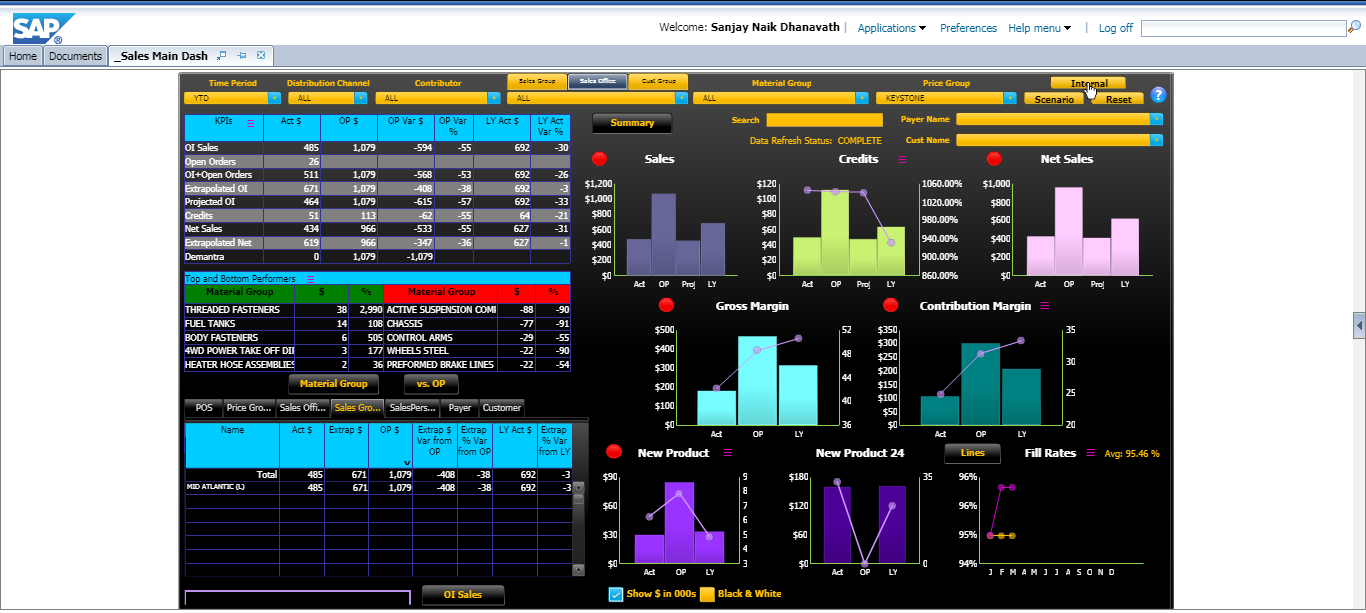 SAP ®
Welcome: Sanjay Naik Dhanavath | Applications Preferences Help menu | Log off
Home Documents _Sales Main Dash
Time Period Distribution Channel Contributor Sales Group Sales Office Cust Group Material Group Price Group Internal
YTD ALL ALL ALL ALL KEYSTONE Scenario Reset ?
KPIs Act $ OP $ OP Var $ OP Var % LY Act $ LY Act Var %
OI Sales 485 1,079 -594 -55 692 -30
Open Orders 26
OI+Open Orders 511 1,079 -568 -53 692 -26
Extrapolated OI 671 1,079 -408 -38 692 -3
Projected OI 464 1,079 -615 -57 692 -33
Credits 51 113 -62 -55 64 -21
Net Sales 434 966 -533 -55 627 -31
Extrapolated Net 619 966 -347 -36 627 -1
Demantra 0 1,079 -1,079
Summary Search Payer Name
Data Refresh Status: COMPLETE Cust Name
Sales
$1,200
$1,000
$800
$600
$400
$200
$0
Act OP Proj LY
Credits
$120
$100
$80
$60
$40
$20
$0
1060.00%
1020.00%
980.00%
940.00%
900.00%
860.00%
Act OP Proj LY
Net Sales
$1,000
$800
$600
$400
$200
$0
Act OP Proj LY
Top and Bottom Performers
Material Group $ % Material Group $ %
THREADED FASTENERS 38 2,990 ACTIVE SUSPENSION COMI -88 -90
FUEL TANKS 14 108 CHASSIS -77 -91
BODY FASTENERS 6 505 CONTROL ARMS -29 -55
4WD POWER TAKE OFF DII 3 177 WHEELS STEEL -22 -90
HEATER HOSE ASSEMBLIES 2 36 PREFORMED BRAKE LINES -22 -54
Material Group vs. OP
Gross Margin
$500
$400
$300
$200
$100
$0
52
48
44
40
36
Act OP LY
Contribution Margin
$350
$300
$250
$200
$150
$100
$50
$0
35
30
25
20
Act OP LY
POS Price Gro... Sales Offi... Sales Gro... SalesPers... Payer Customer
Name Act $ Extrap $ OP $ Extrap $ Var from OP Extrap % Var from OP LY Act $ Extrap % Var from LY
Total 485 671 1,079 -408 -38 692 -3
MID ATLANTIC (L) 485 671 1,079 -408 -38 692 -3
OI Sales
New Product
$90
$60
$30
$0
9
8
7
6
5
4
3
Act OP LY
New Product 24
$180
$120
$60
$0
35
0
Act OP LY
Lines Fill Rates Avg: 95.46 %
96%
96%
95%
95%
94%
J F M A M J J A S O N D
Show $ in 000s Black & White